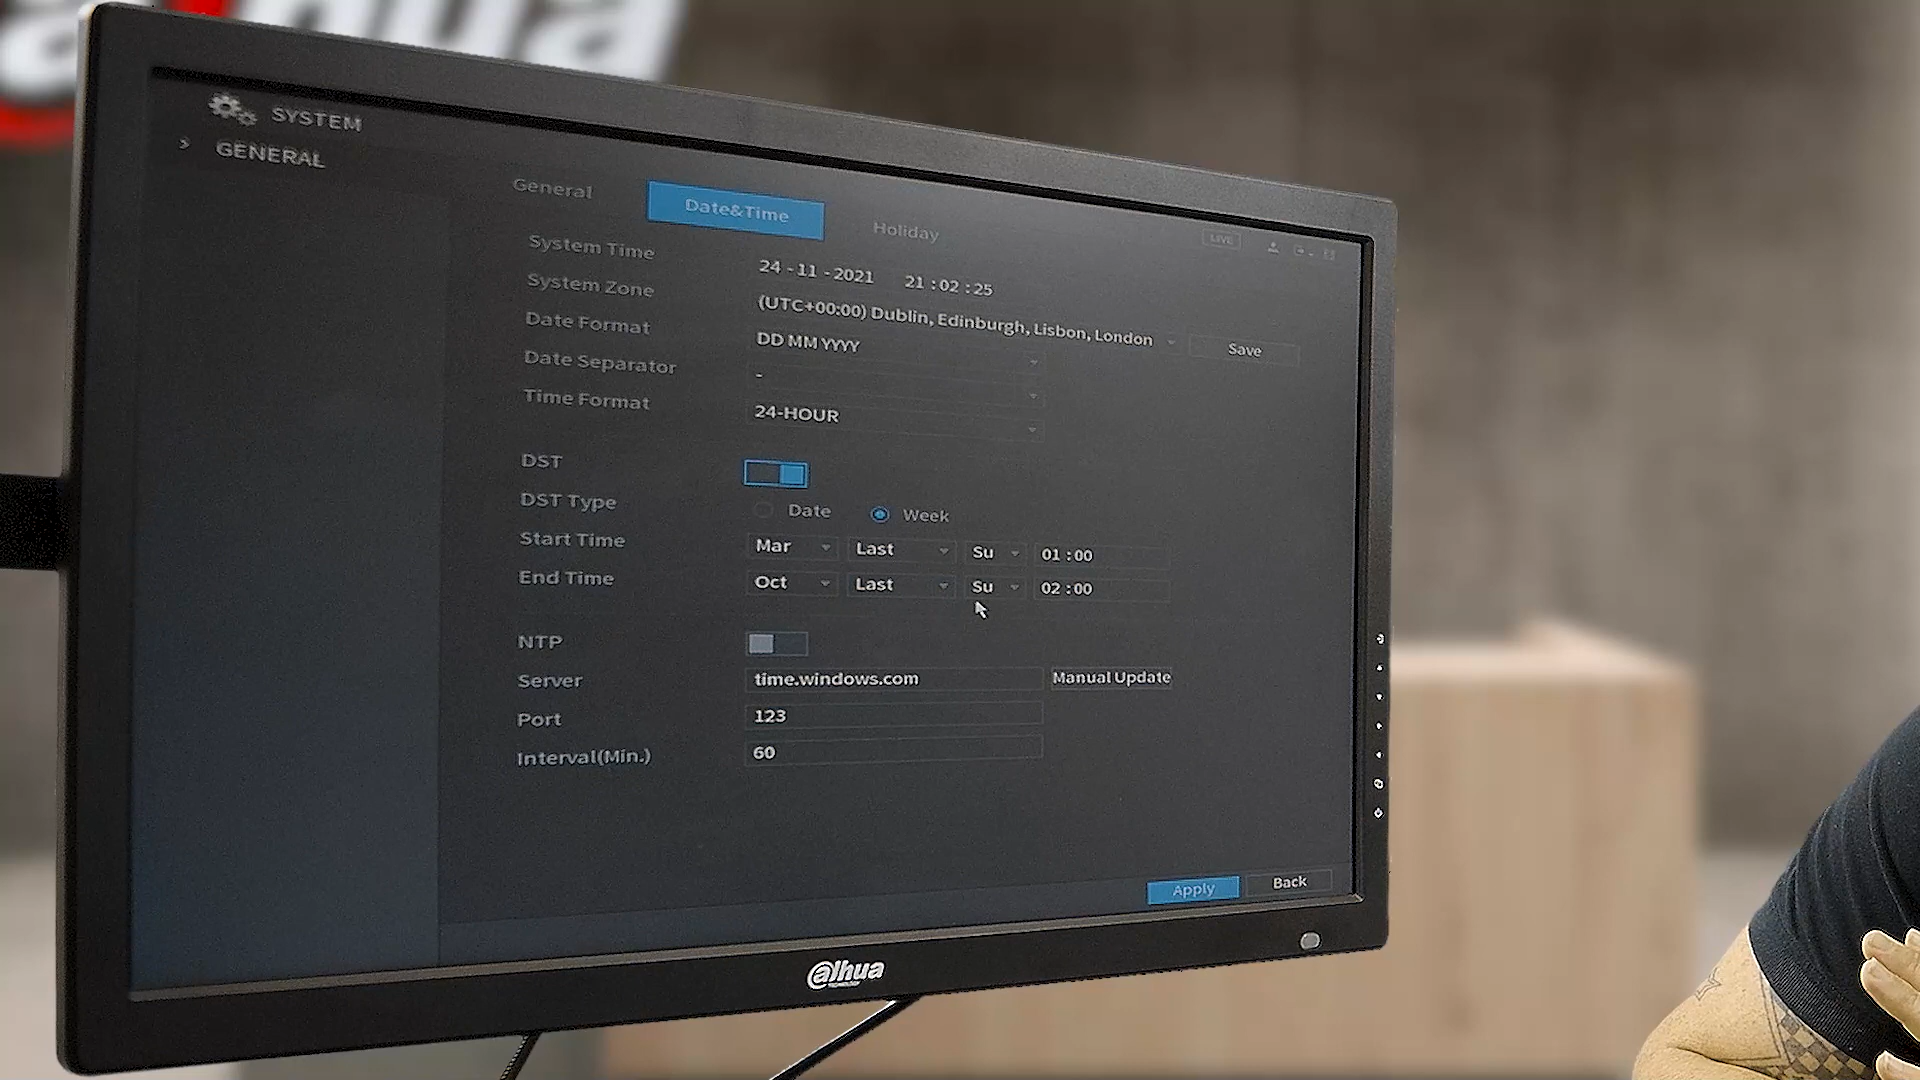 alhua
SYSTEM
GENERAL
General
Date&Time
Holiday
LIVE
System Time
24 - 11 - 2021 21 : 02 : 25
System Zone
(UTC+00:00) Dublin, Edinburgh, Lisbon, London
Save
Date Format
DD MM YYYY
Date Separator
-
Time Format
24-HOUR
DST
DST Type
Date
Week
Start Time
Mar
Last
Su
01 : 00
End Time
Oct
Last
Su
02 : 00
NTP
Server
time.windows.com
Manual Update
Port
123
Interval(Min.)
60
Apply
Back
alhua
TECHNOLOGY